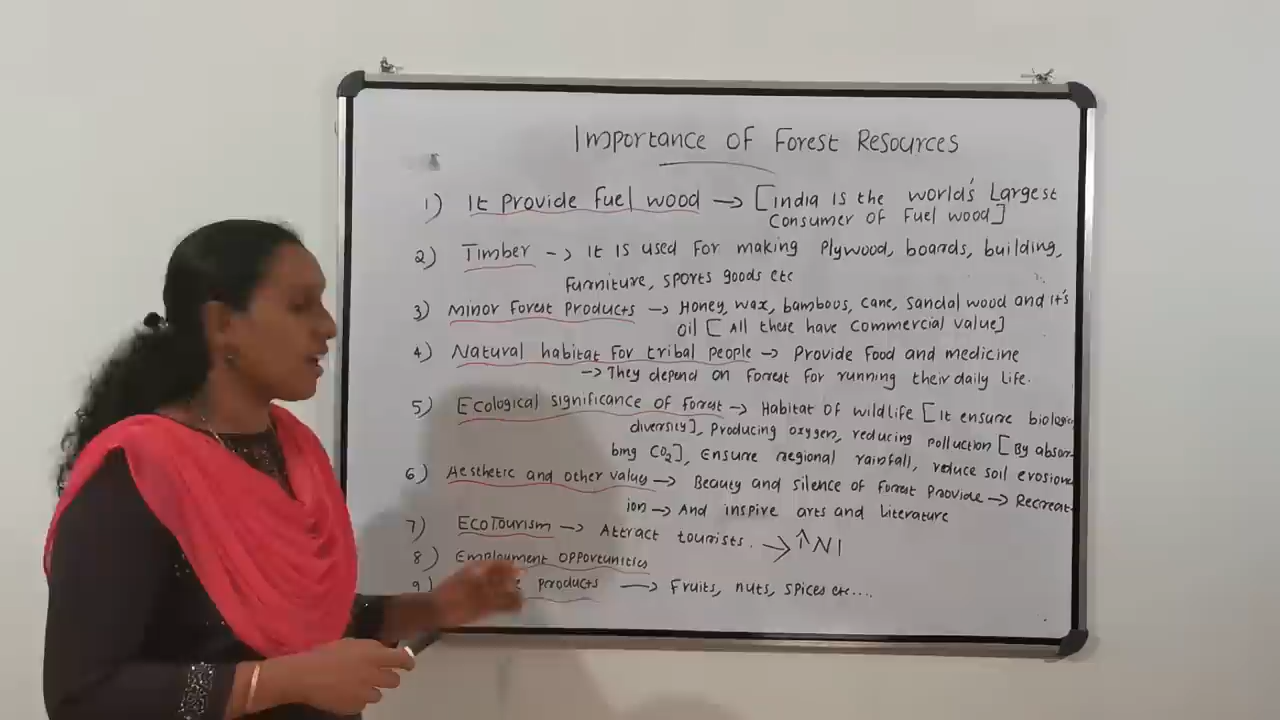 Importance of Forest Resources
1) It provide fuel wood → [India is the world's Largest
Consumer of Fuel wood]
2) Timber -> It is used for making Plywood, boards, building,
Furniture, sports goods etc
3) Minor Forest Products → Honey, wax, bambous, cane, sandal wood and it's
oil [All these have commercial value]
4) Natural habitat for tribal people → Provide Food and medicine
→ They depend on Forrest for running their daily life.
5) Ecological significance of forest → Habitat of wildlife [It ensure biologic
diversity], Producing oxygen, reducing polluction [By absor-
bing CO2], Ensure regional rainfall, reduce soil erosion
6) Aesthetic and other value → Beauty and silence of forest Provide → Recreat-
ion → And inspire arts and Literature
7) EcoTourism → Attract tourists. → ↑NI
8) Employment opportunities
9) products → Fruits, nuts, spices etc....